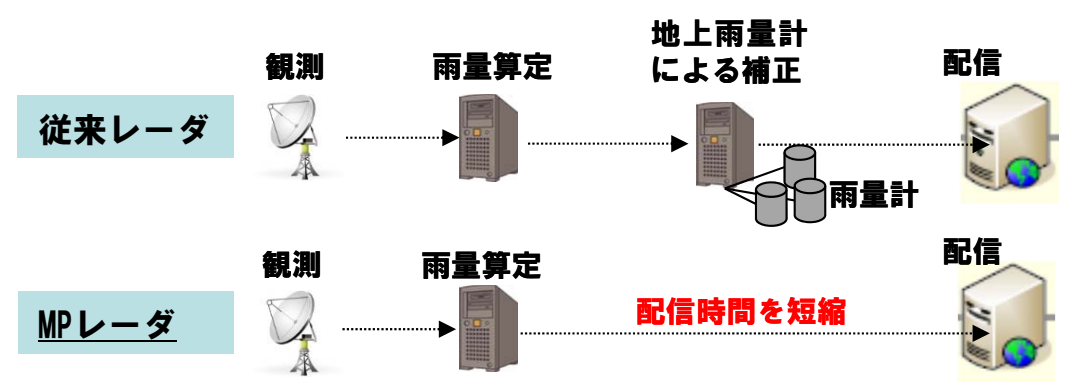 従来レーダ
観測
雨量算定
地上雨量計
による補正
雨量計
配信
MPレーダ
観測
雨量算定
配信時間を短縮
配信